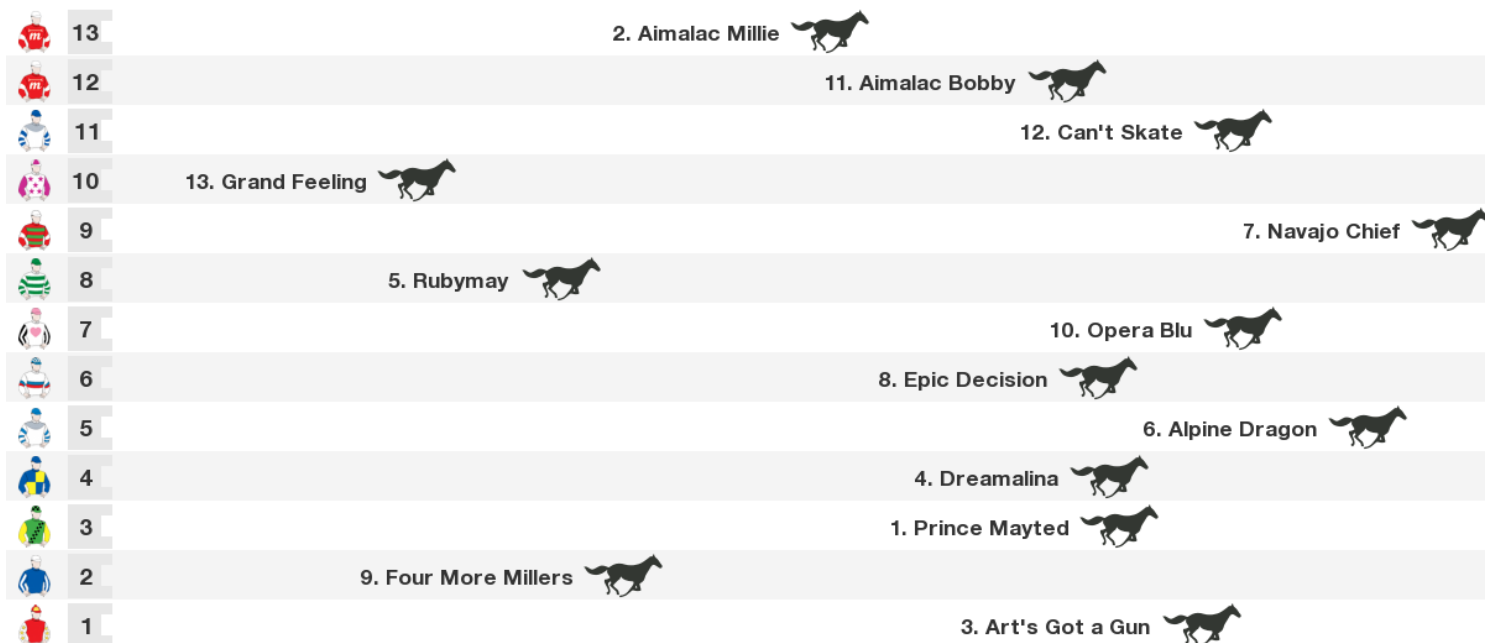 13 2. Aimalac Millie
12 11. Aimalac Bobby
11 12. Can't Skate
10 13. Grand Feeling
9 7. Navajo Chief
8 5. Rubymay
7 10. Opera Blu
6 8. Epic Decision
5 6. Alpine Dragon
4 4. Dreamalina
3 1. Prince Mayted
2 9. Four More Millers
1 3. Art's Got a Gun